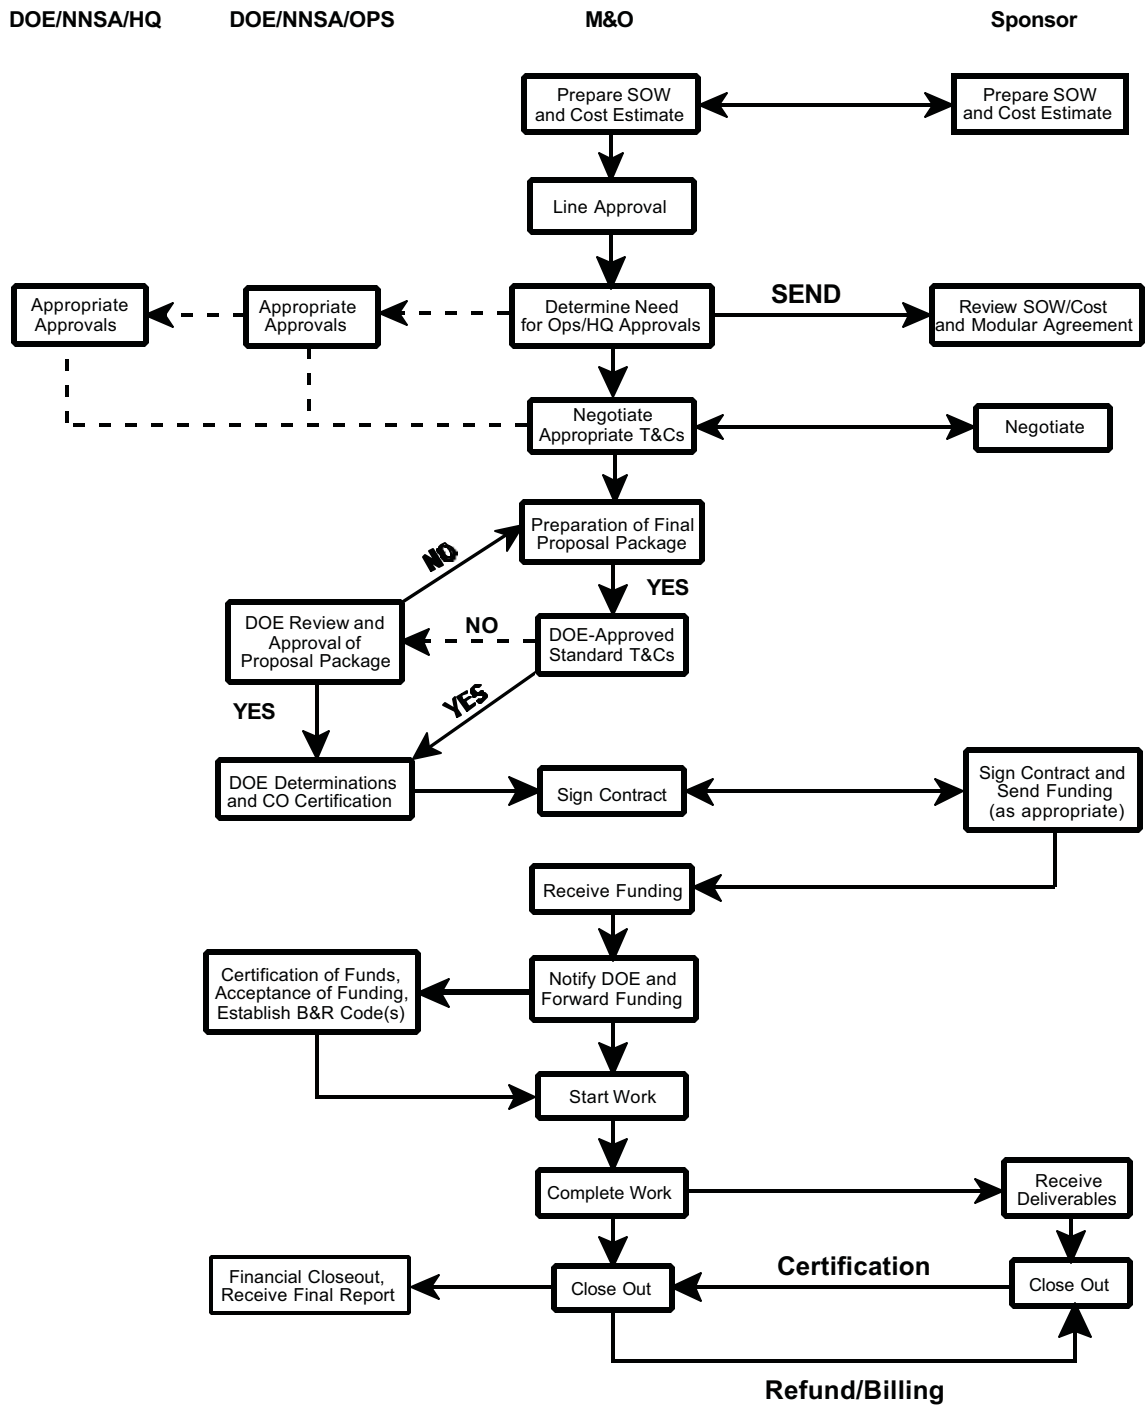 DOE/NNSA/HQ
DOE/NNSA/OPS
M&O
Sponsor
Prepare SOW
and Cost Estimate
Prepare SOW
and Cost Estimate
Line Approval
Appropriate
Approvals
Appropriate
Approvals
Determine Need
for Ops/HQ Approvals
SEND
Review SOW/Cost
and Modular Agreement
Negotiate
Appropriate T&Cs
Negotiate
Preparation of Final
Proposal Package
NO
YES
DOE Review and
Approval of
Proposal Package
NO
DOE-Approved
Standard T&Cs
YES
YES
DOE Determinations
and CO Certification
Sign Contract
Sign Contract and
Send Funding
(as appropriate)
Receive Funding
Certification of Funds,
Acceptance of Funding,
Establish B&R Code(s)
Notify DOE and
Forward Funding
Start Work
Complete Work
Receive
Deliverables
Financial Closeout,
Receive Final Report
Close Out
Certification
Close Out
Refund/Billing